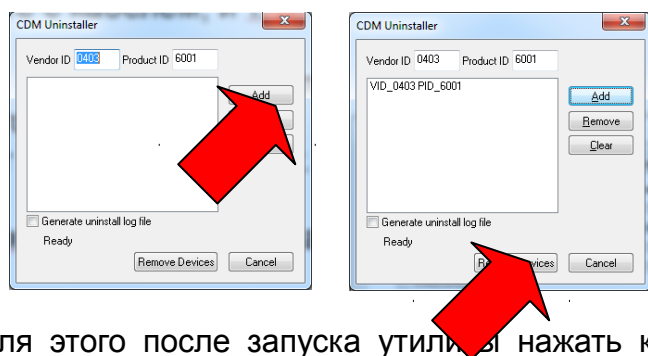 CDM Uninstaller
Vendor ID 0403 Product ID 6001
Add
Generate uninstall log file
Ready
Remove Devices Cancel
CDM Uninstaller
Vendor ID 0403 Product ID 6001
VID_0403 PID_6001
Add
Remove
Clear
Generate uninstall log file
Ready
Cancel
этого после запуска нажать